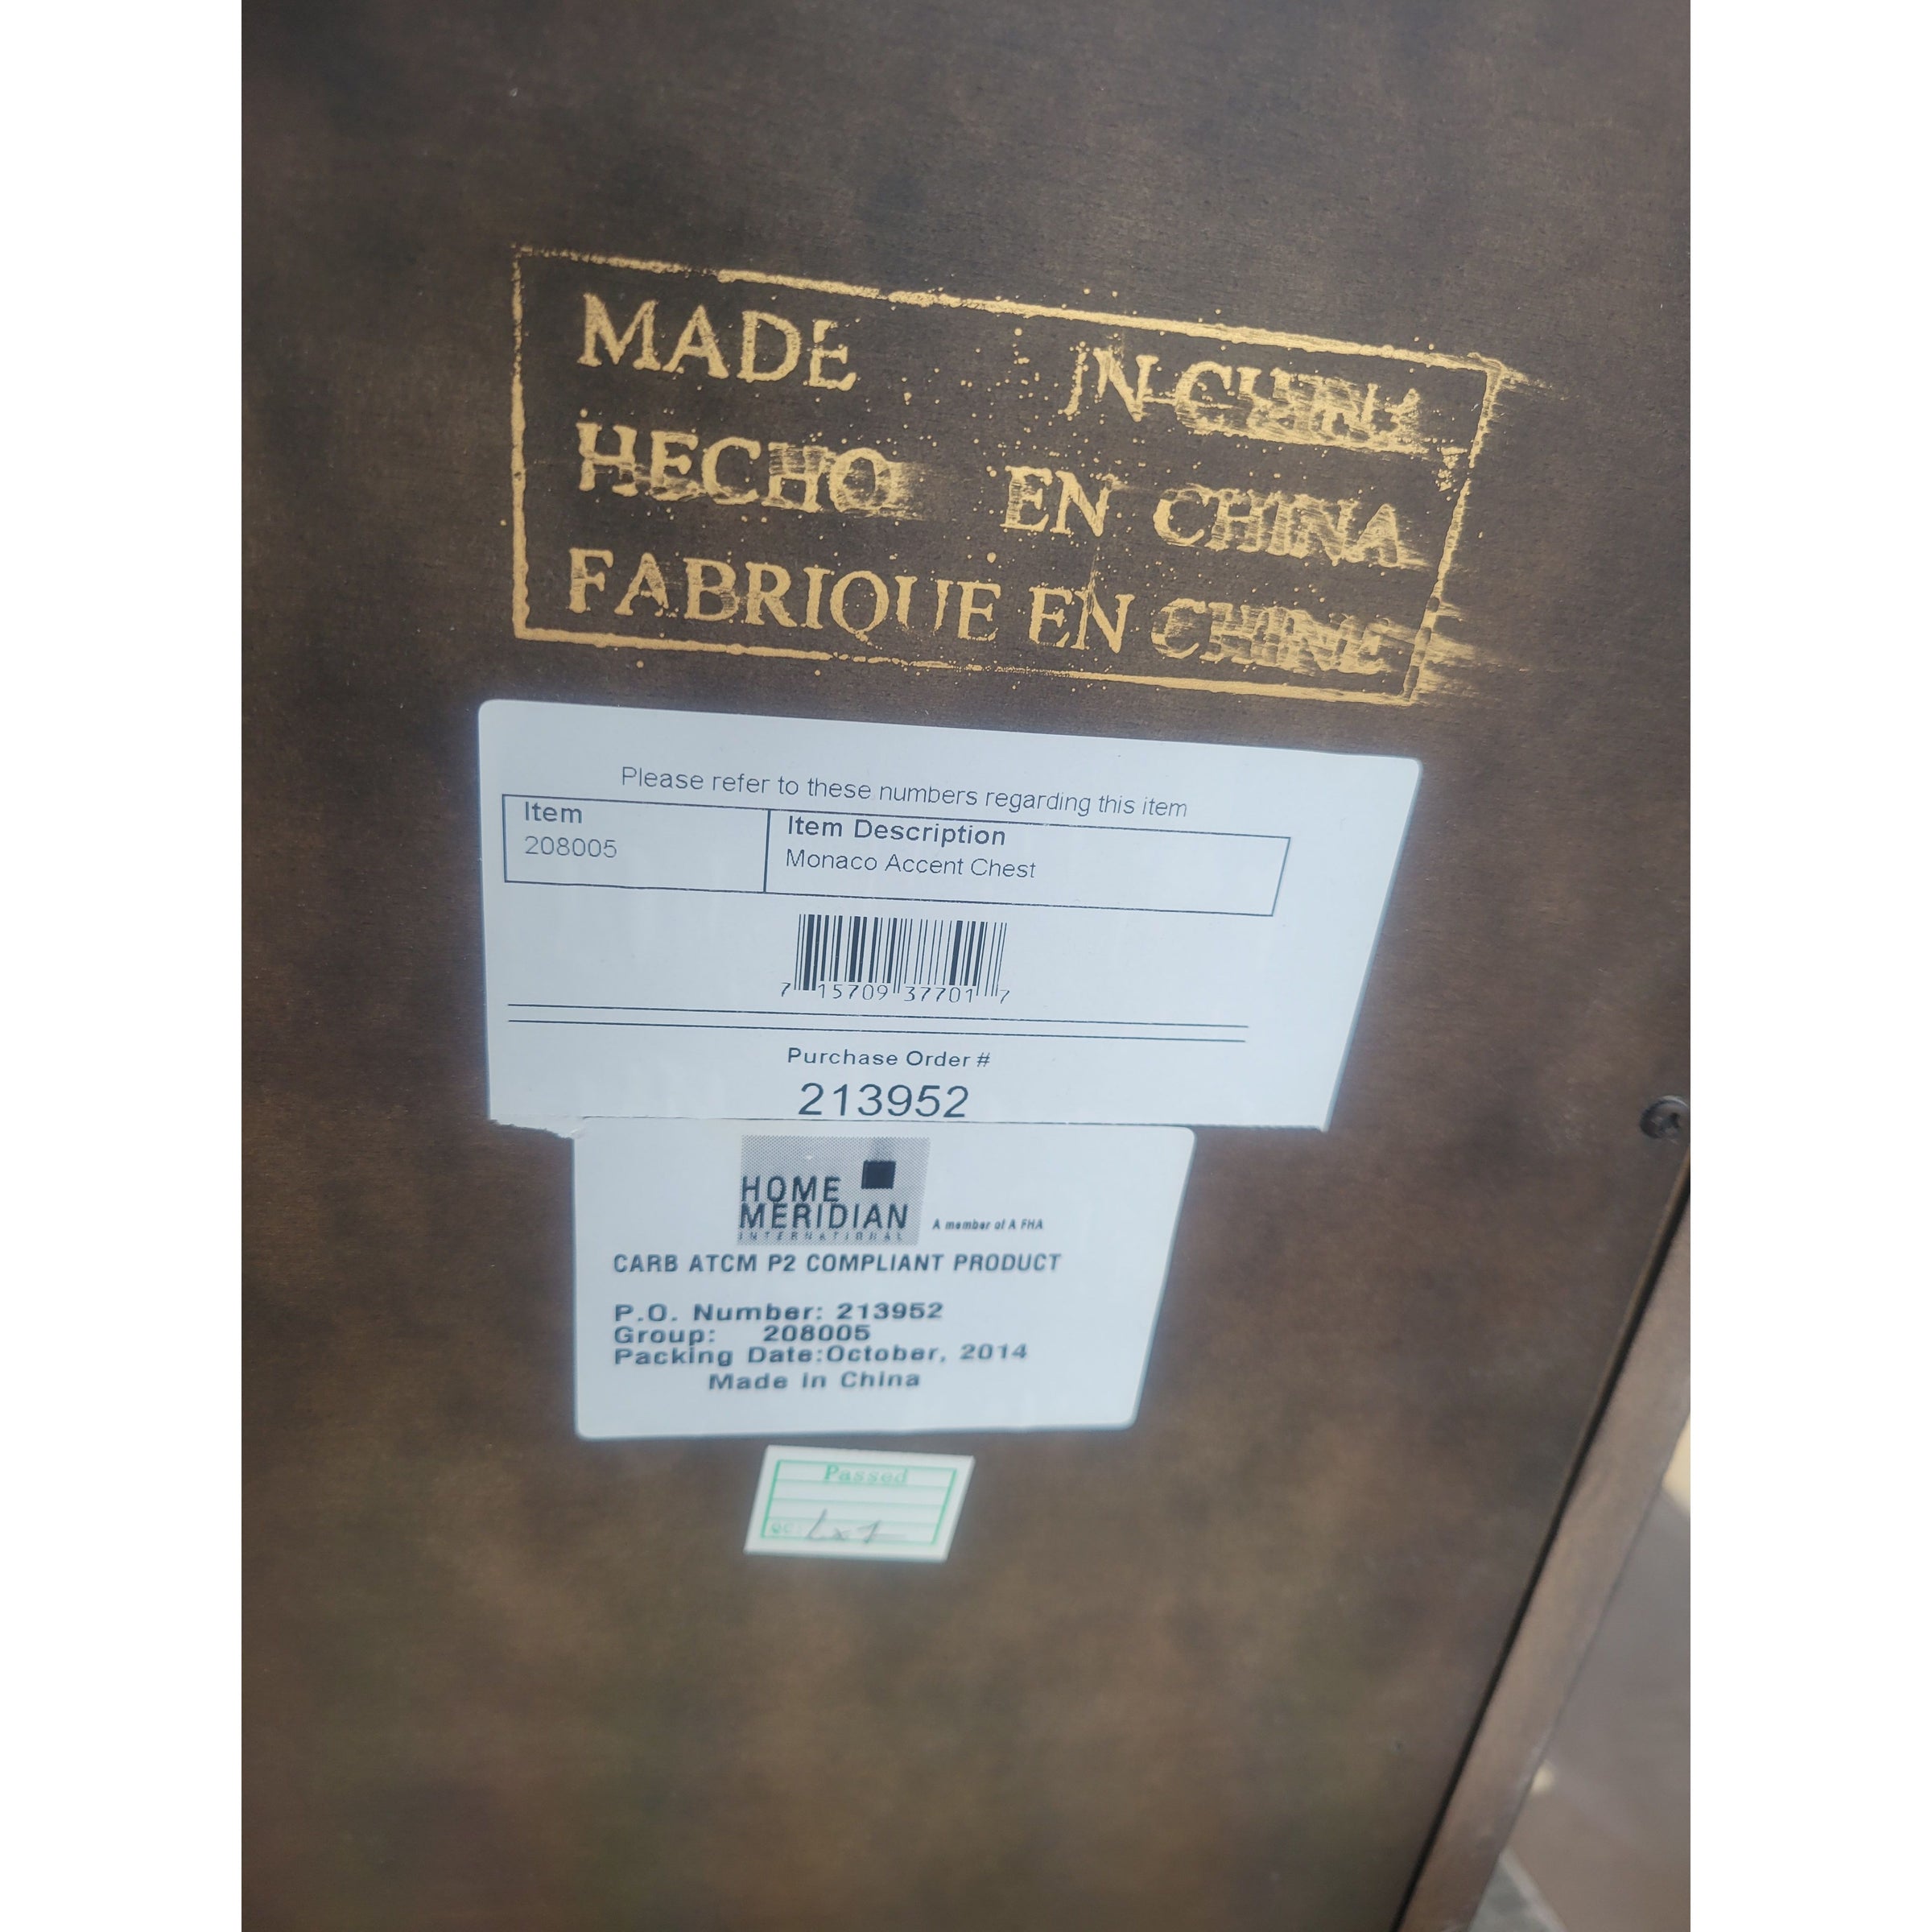 MADE IN CHINA
HECHO EN CHINA
FABRIQUE EN CHINE
Please refer to these numbers regarding this item
Item
208005
Item Description
Monaco Accent Chest
7 15709 37701 7
Purchase Order #
213952
HOME
MERIDIAN
INTERNATIONAL
A member of A FHA
CARB ATCM P2 COMPLIANT PRODUCT
P.O. Number: 213952
Group: 208005
Packing Date:October, 2014
Made in China
Passed
QC